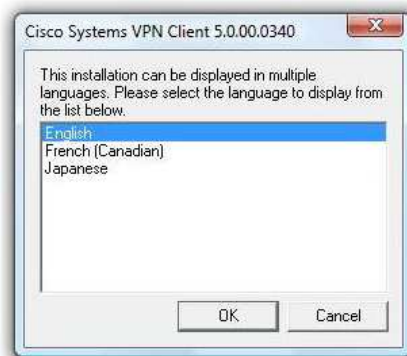 Cisco Systems VPN Client 5.0.00.0340
This installation can be displayed in multiple
languages. Please select the language to display from
the list below.
English
French (Canadian)
Japanese
OK
Cancel